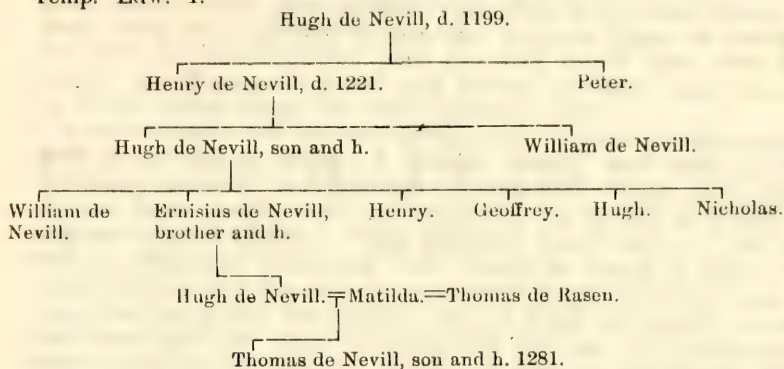 Temp. Edw. I.
Hugh de Nevill, d. 1199.
Henry de Nevill, d. 1221. Peter.
Hugh de Nevill, son and h. William de Nevill.
William de Nevill. Ernisius de Nevill, brother and h. Henry. Geoffrey. Hugh. Nicholas.
Hugh de Nevill.=Matilda.=Thomas de Rasen.
Thomas de Nevill, son and h. 1281.